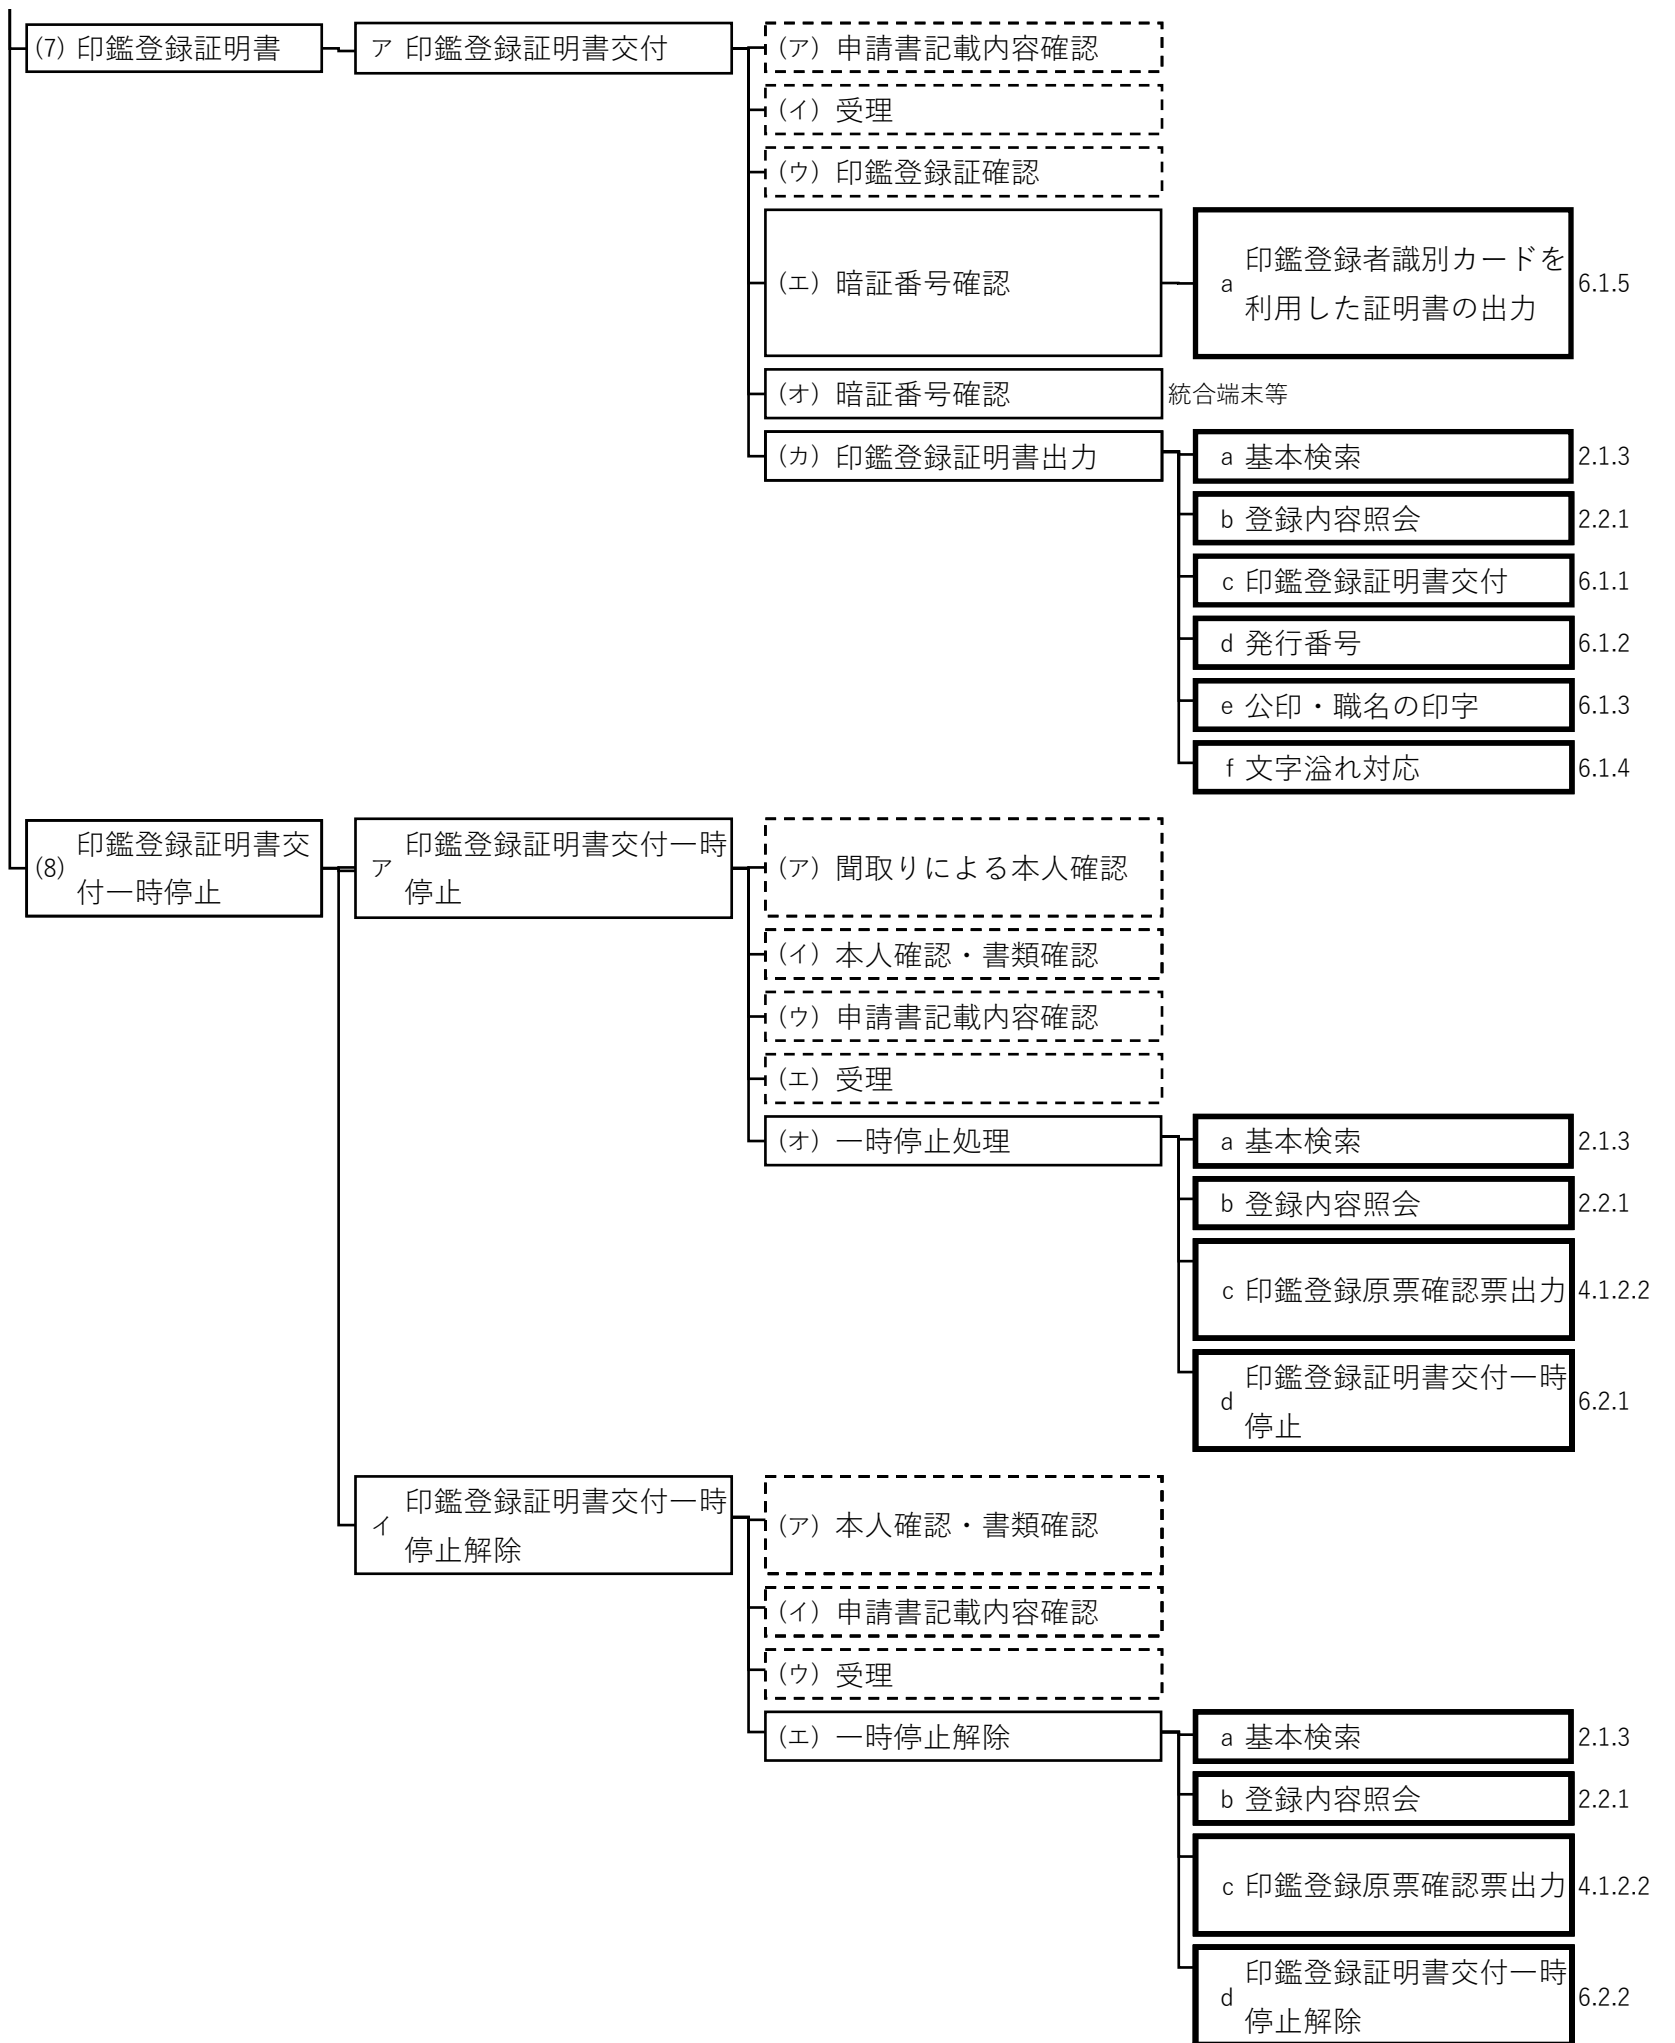 (7) 印鑑登録証明書
ア 印鑑登録証明書交付
(ア) 申請書記載内容確認
(イ) 受理
(ウ) 印鑑登録証確認
(エ) 暗証番号確認
a 印鑑登録者識別カードを
利用した証明書の出力
6.1.5
(オ) 暗証番号確認
統合端末等
(カ) 印鑑登録証明書出力
a 基本検索 2.1.3
b 登録内容照会 2.2.1
c 印鑑登録証明書交付 6.1.1
d 発行番号 6.1.2
e 公印・職名の印字 6.1.3
f 文字溢れ対応 6.1.4
(8) 印鑑登録証明書交
付一時停止
ア 印鑑登録証明書交付一時
停止
(ア) 聞取りによる本人確認
(イ) 本人確認・書類確認
(ウ) 申請書記載内容確認
(エ) 受理
(オ) 一時停止処理
a 基本検索 2.1.3
b 登録内容照会 2.2.1
c 印鑑登録原票確認票出力 4.1.2.2
d 印鑑登録証明書交付一時
停止
6.2.1
イ 印鑑登録証明書交付一時
停止解除
(ア) 本人確認・書類確認
(イ) 申請書記載内容確認
(ウ) 受理
(エ) 一時停止解除
a 基本検索 2.1.3
b 登録内容照会 2.2.1
c 印鑑登録原票確認票出力 4.1.2.2
d 印鑑登録証明書交付一時
停止解除
6.2.2